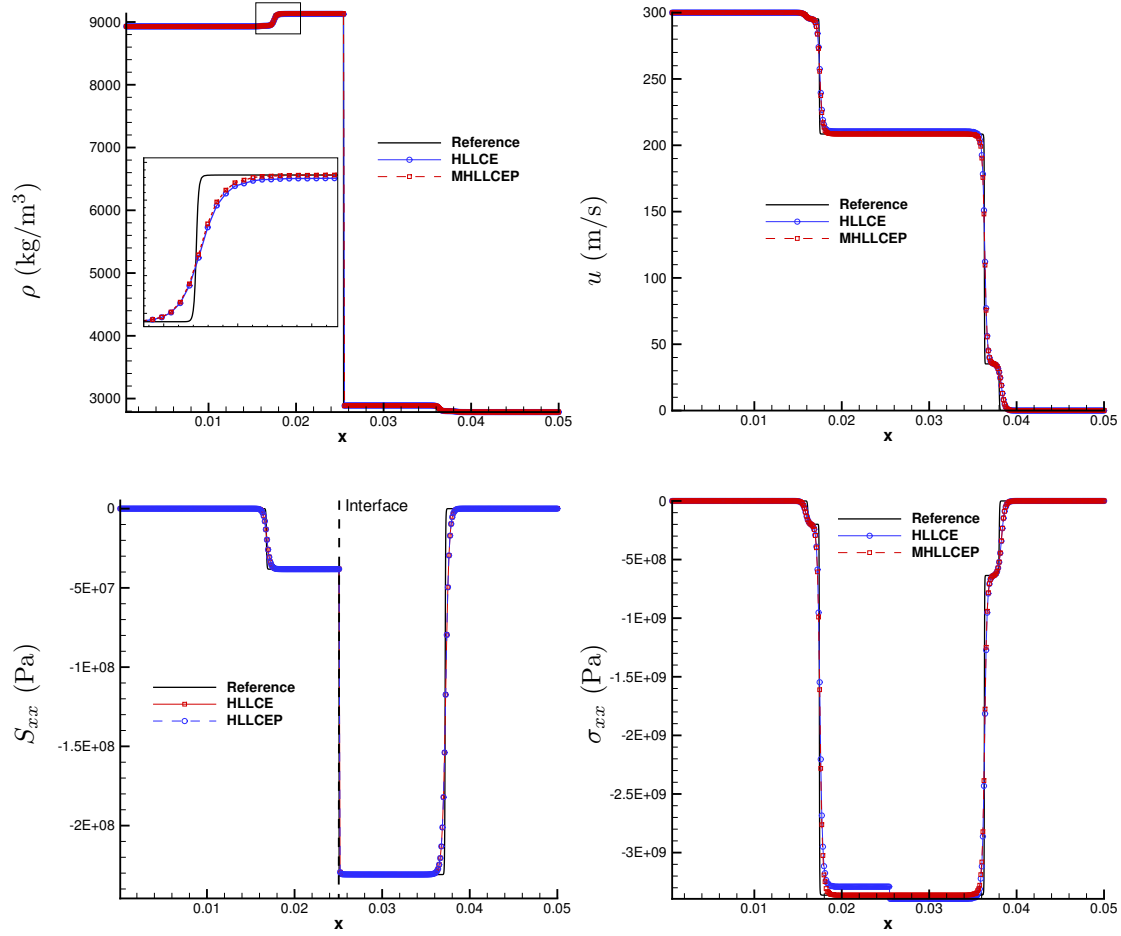 9000
8000
7000
6000
5000
4000
3000
ρ (kg/m³)
Reference
HLLCE
MHLLCEP
0.01
0.02
0.03
0.04
0.05
x
300
250
200
150
100
50
0
u (m/s)
Reference
HLLCE
MHLLCEP
0.01
0.02
0.03
0.04
0.05
x
0
-5E+07
-1E+08
-1.5E+08
-2E+08
Sxx (Pa)
Interface
Reference
HLLCE
HLLCEP
0.01
0.02
0.03
0.04
0.05
x
0
-5E+08
-1E+09
-1.5E+09
-2E+09
-2.5E+09
-3E+09
σxx (Pa)
Reference
HLLCE
MHLLCEP
0.01
0.02
0.03
0.04
0.05
x